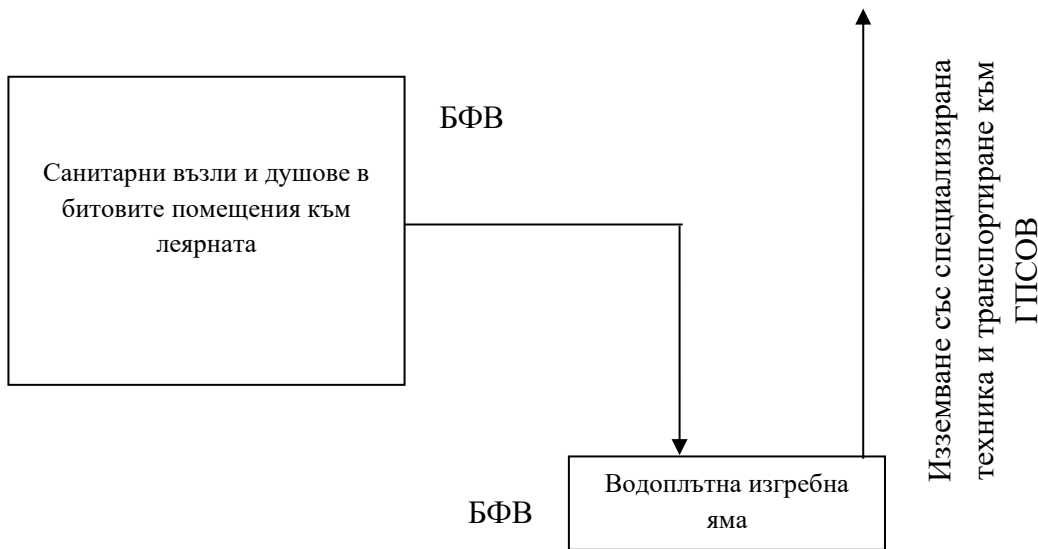 БФВ
Санитарни възли и душове в
битовите помещения към
леярната
Изземване със специализирана
техника и транспортиране към
ГПСОВ
Водоплътна изгребна
яма
БФВ